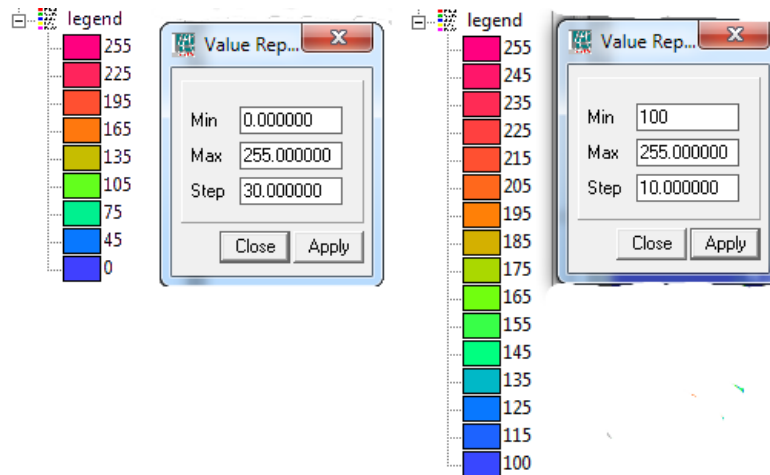 legend
255
225
195
165
135
105
75
45
0
Value Rep...
Min 0.000000
Max 255.000000
Step 30.000000
Close Apply
legend
255
245
235
225
215
205
195
185
175
165
155
145
135
125
115
100
Value Rep...
Min 100
Max 255.000000
Step 10.000000
Close Apply